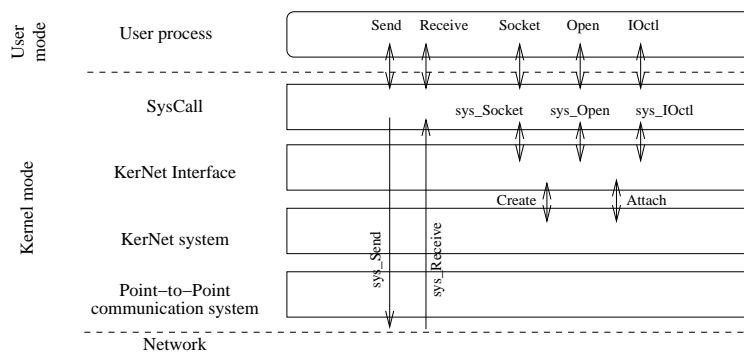 User mode
User process
Send Receive Socket Open IOctl
SysCall
sys_Socket sys_Open sys_IOctl
Kernel mode
KerNet Interface
Create Attach
KerNet system
sys_Send
sys_Receive
Point−to−Point
communication system
Network